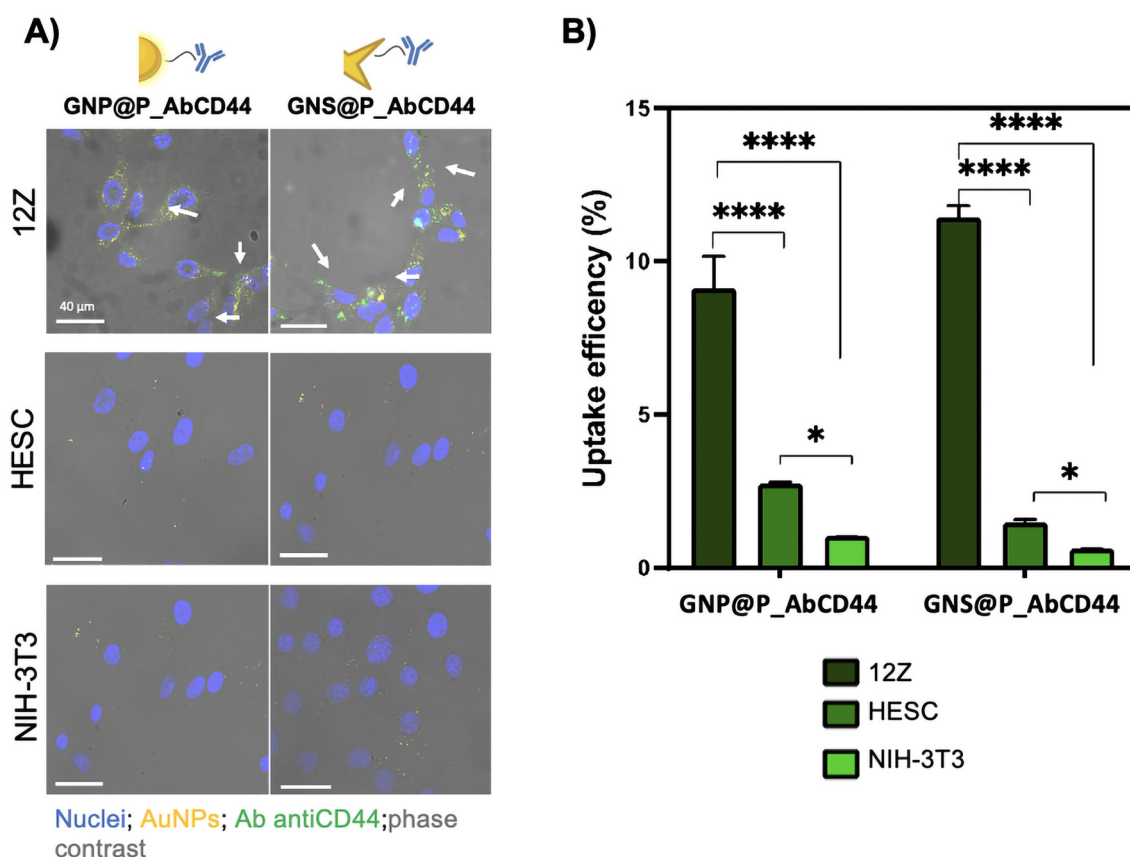 A)
GNP@P_AbCD44
GNS@P_AbCD44
12Z
40 µm
HESC
NIH-3T3
Nuclei; AuNPs; Ab antiCD44;phase
contrast
B)
Uptake efficency (%)
15
10
5
0
****
****
*
****
****
*
GNP@P_AbCD44
GNS@P_AbCD44
12Z
HESC
NIH-3T3